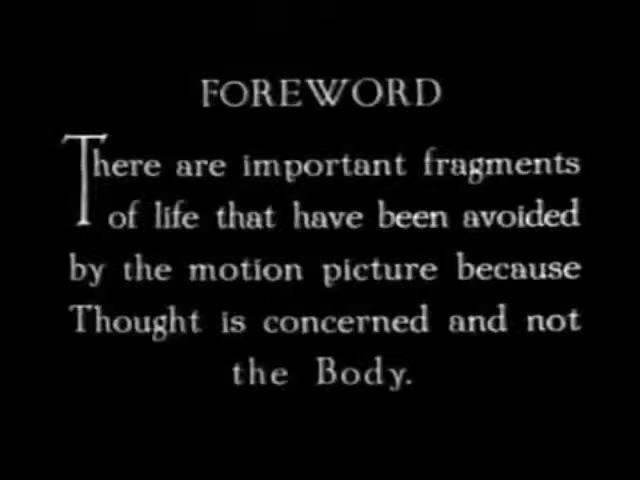 FOREWORD
There are important fragments
of life that have been avoided
by the motion picture because
Thought is concerned and not
the Body.